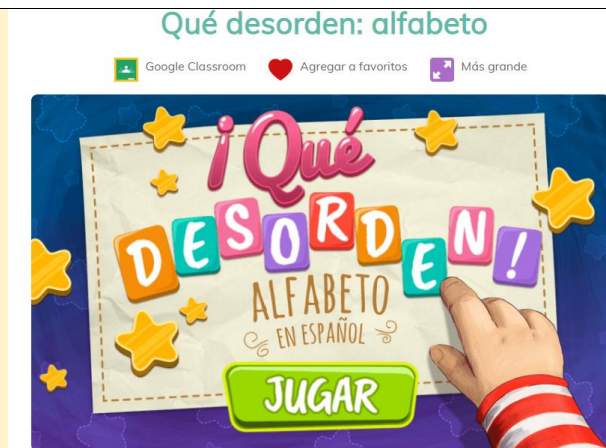 Qué desorden: alfabeto
Google Classroom Agregar a favoritos Más grande
¡Qué
DESORDEN!
ALFABETO
EN ESPAÑOL
JUGAR